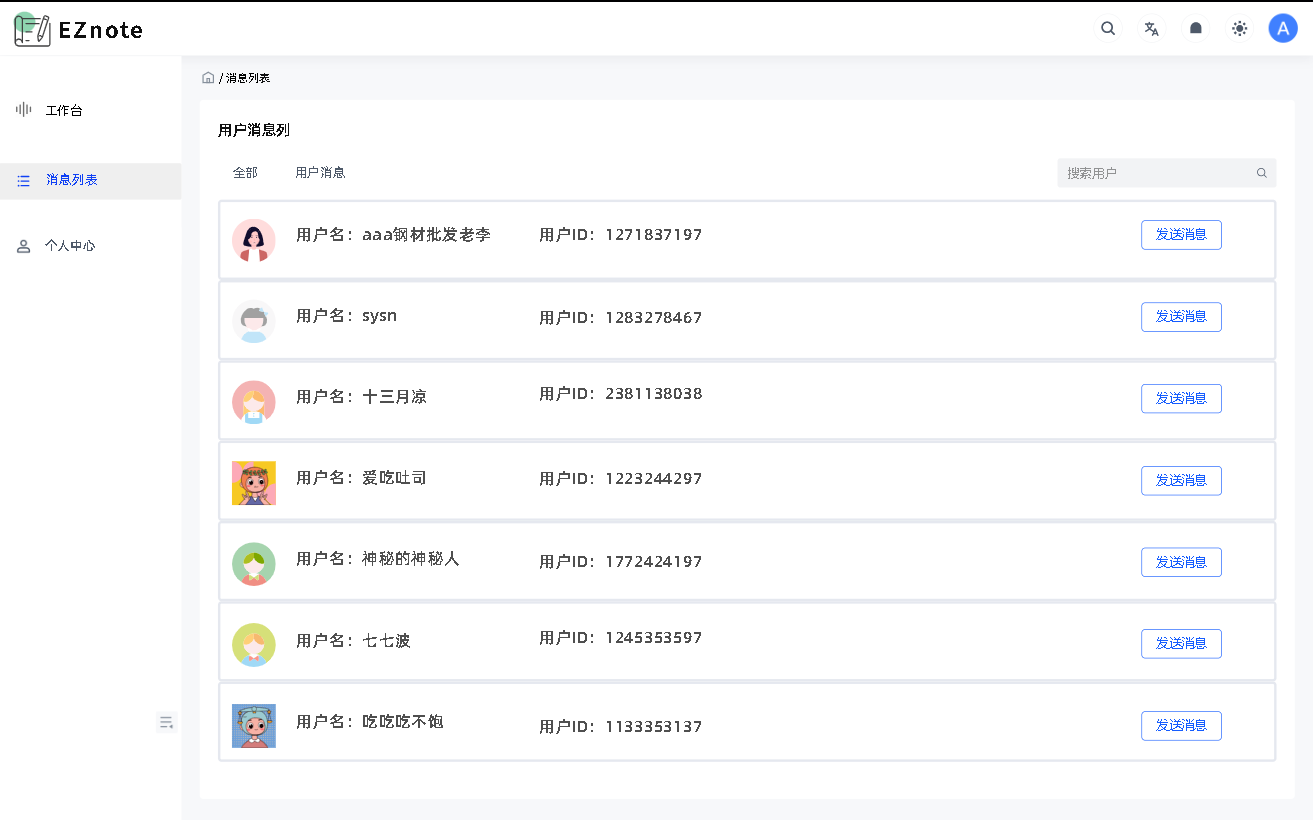 EZnote
A
/ 消息列表
工作台
消息列表
个人中心
用户消息列
全部 用户消息 搜索用户
用户名：aaa钢材批发老李 用户ID：1271837197 发送消息
用户名：sysn 用户ID：1283278467 发送消息
用户名：十三月凉 用户ID：2381138038 发送消息
用户名：爱吃吐司 用户ID：1223244297 发送消息
用户名：神秘的神秘人 用户ID：1772424197 发送消息
用户名：七七波 用户ID：1245353597 发送消息
用户名：吃吃吃不饱 用户ID：1133353137 发送消息